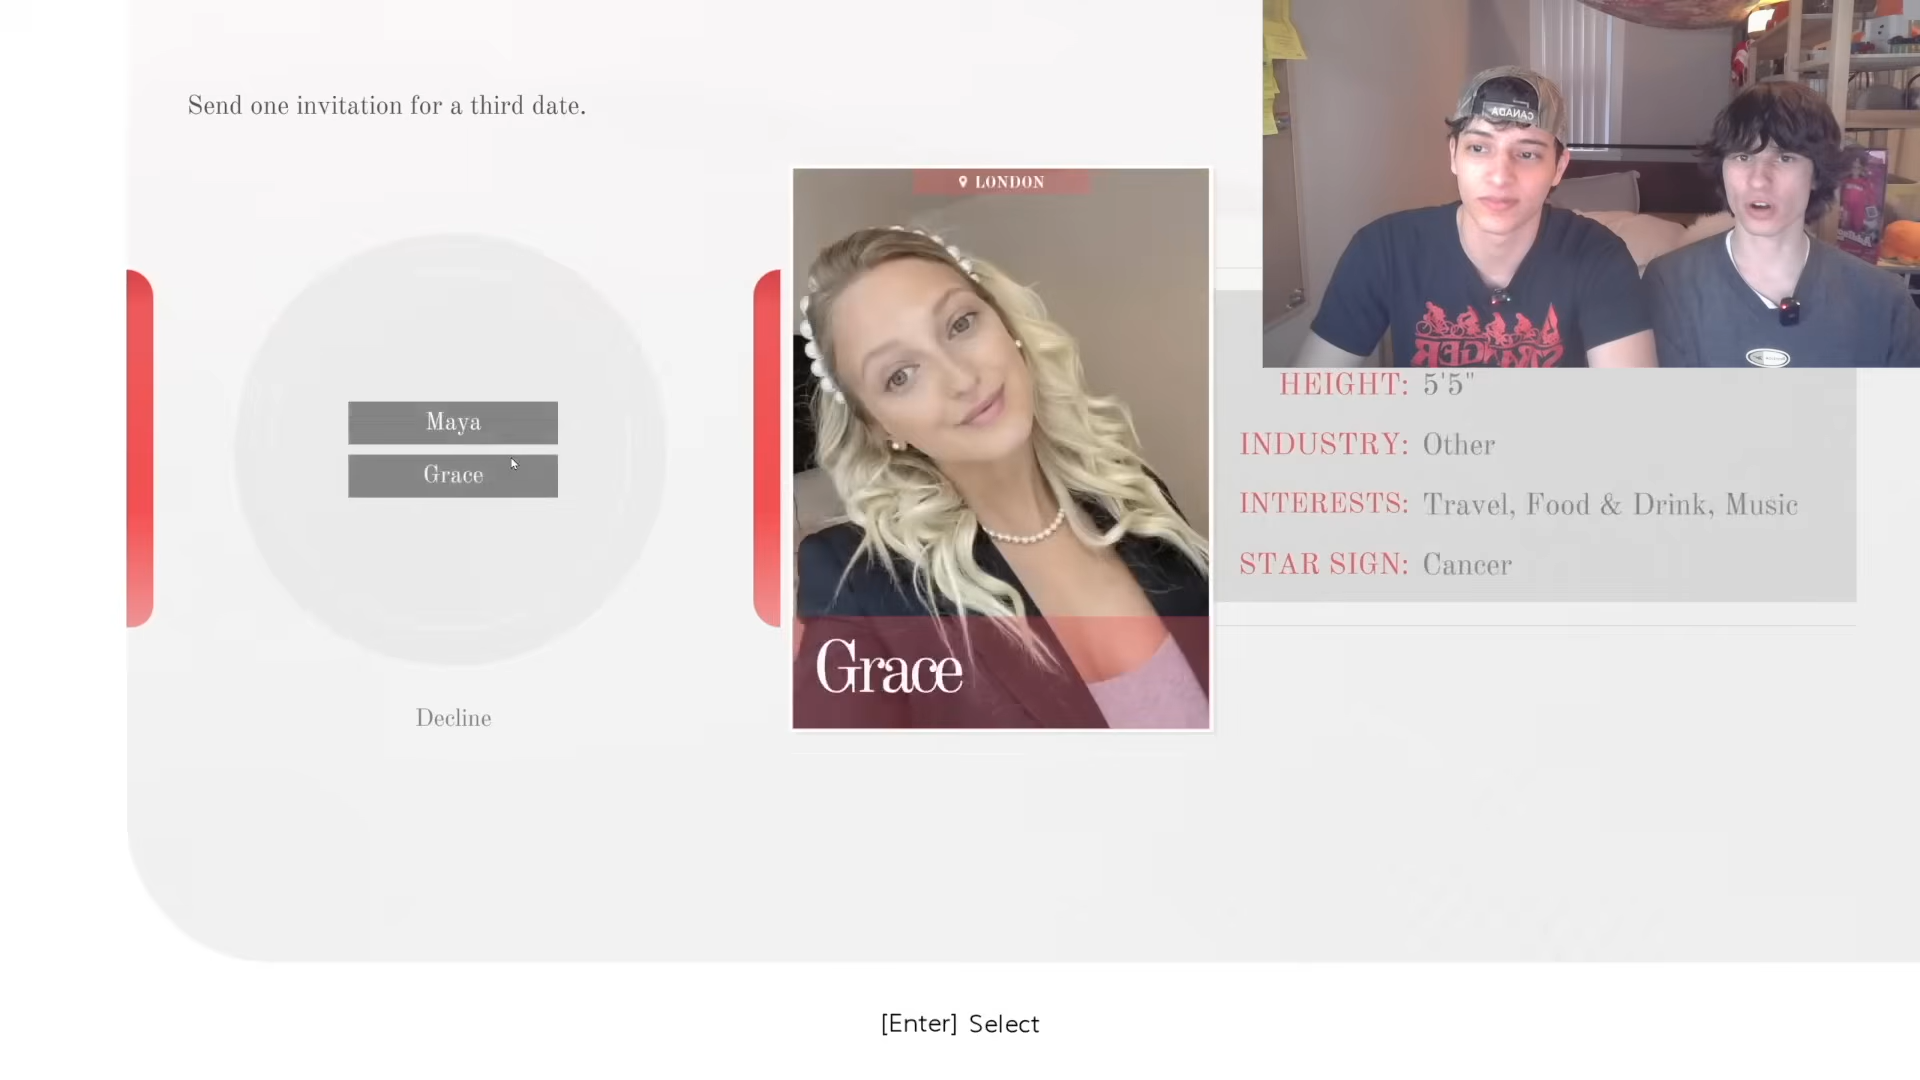 Send one invitation for a third date.
LONDON
CANADA
Maya
Grace
Decline
Grace
HEIGHT: 5'5"
INDUSTRY: Other
INTERESTS: Travel, Food & Drink, Music
STAR SIGN: Cancer
[Enter] Select